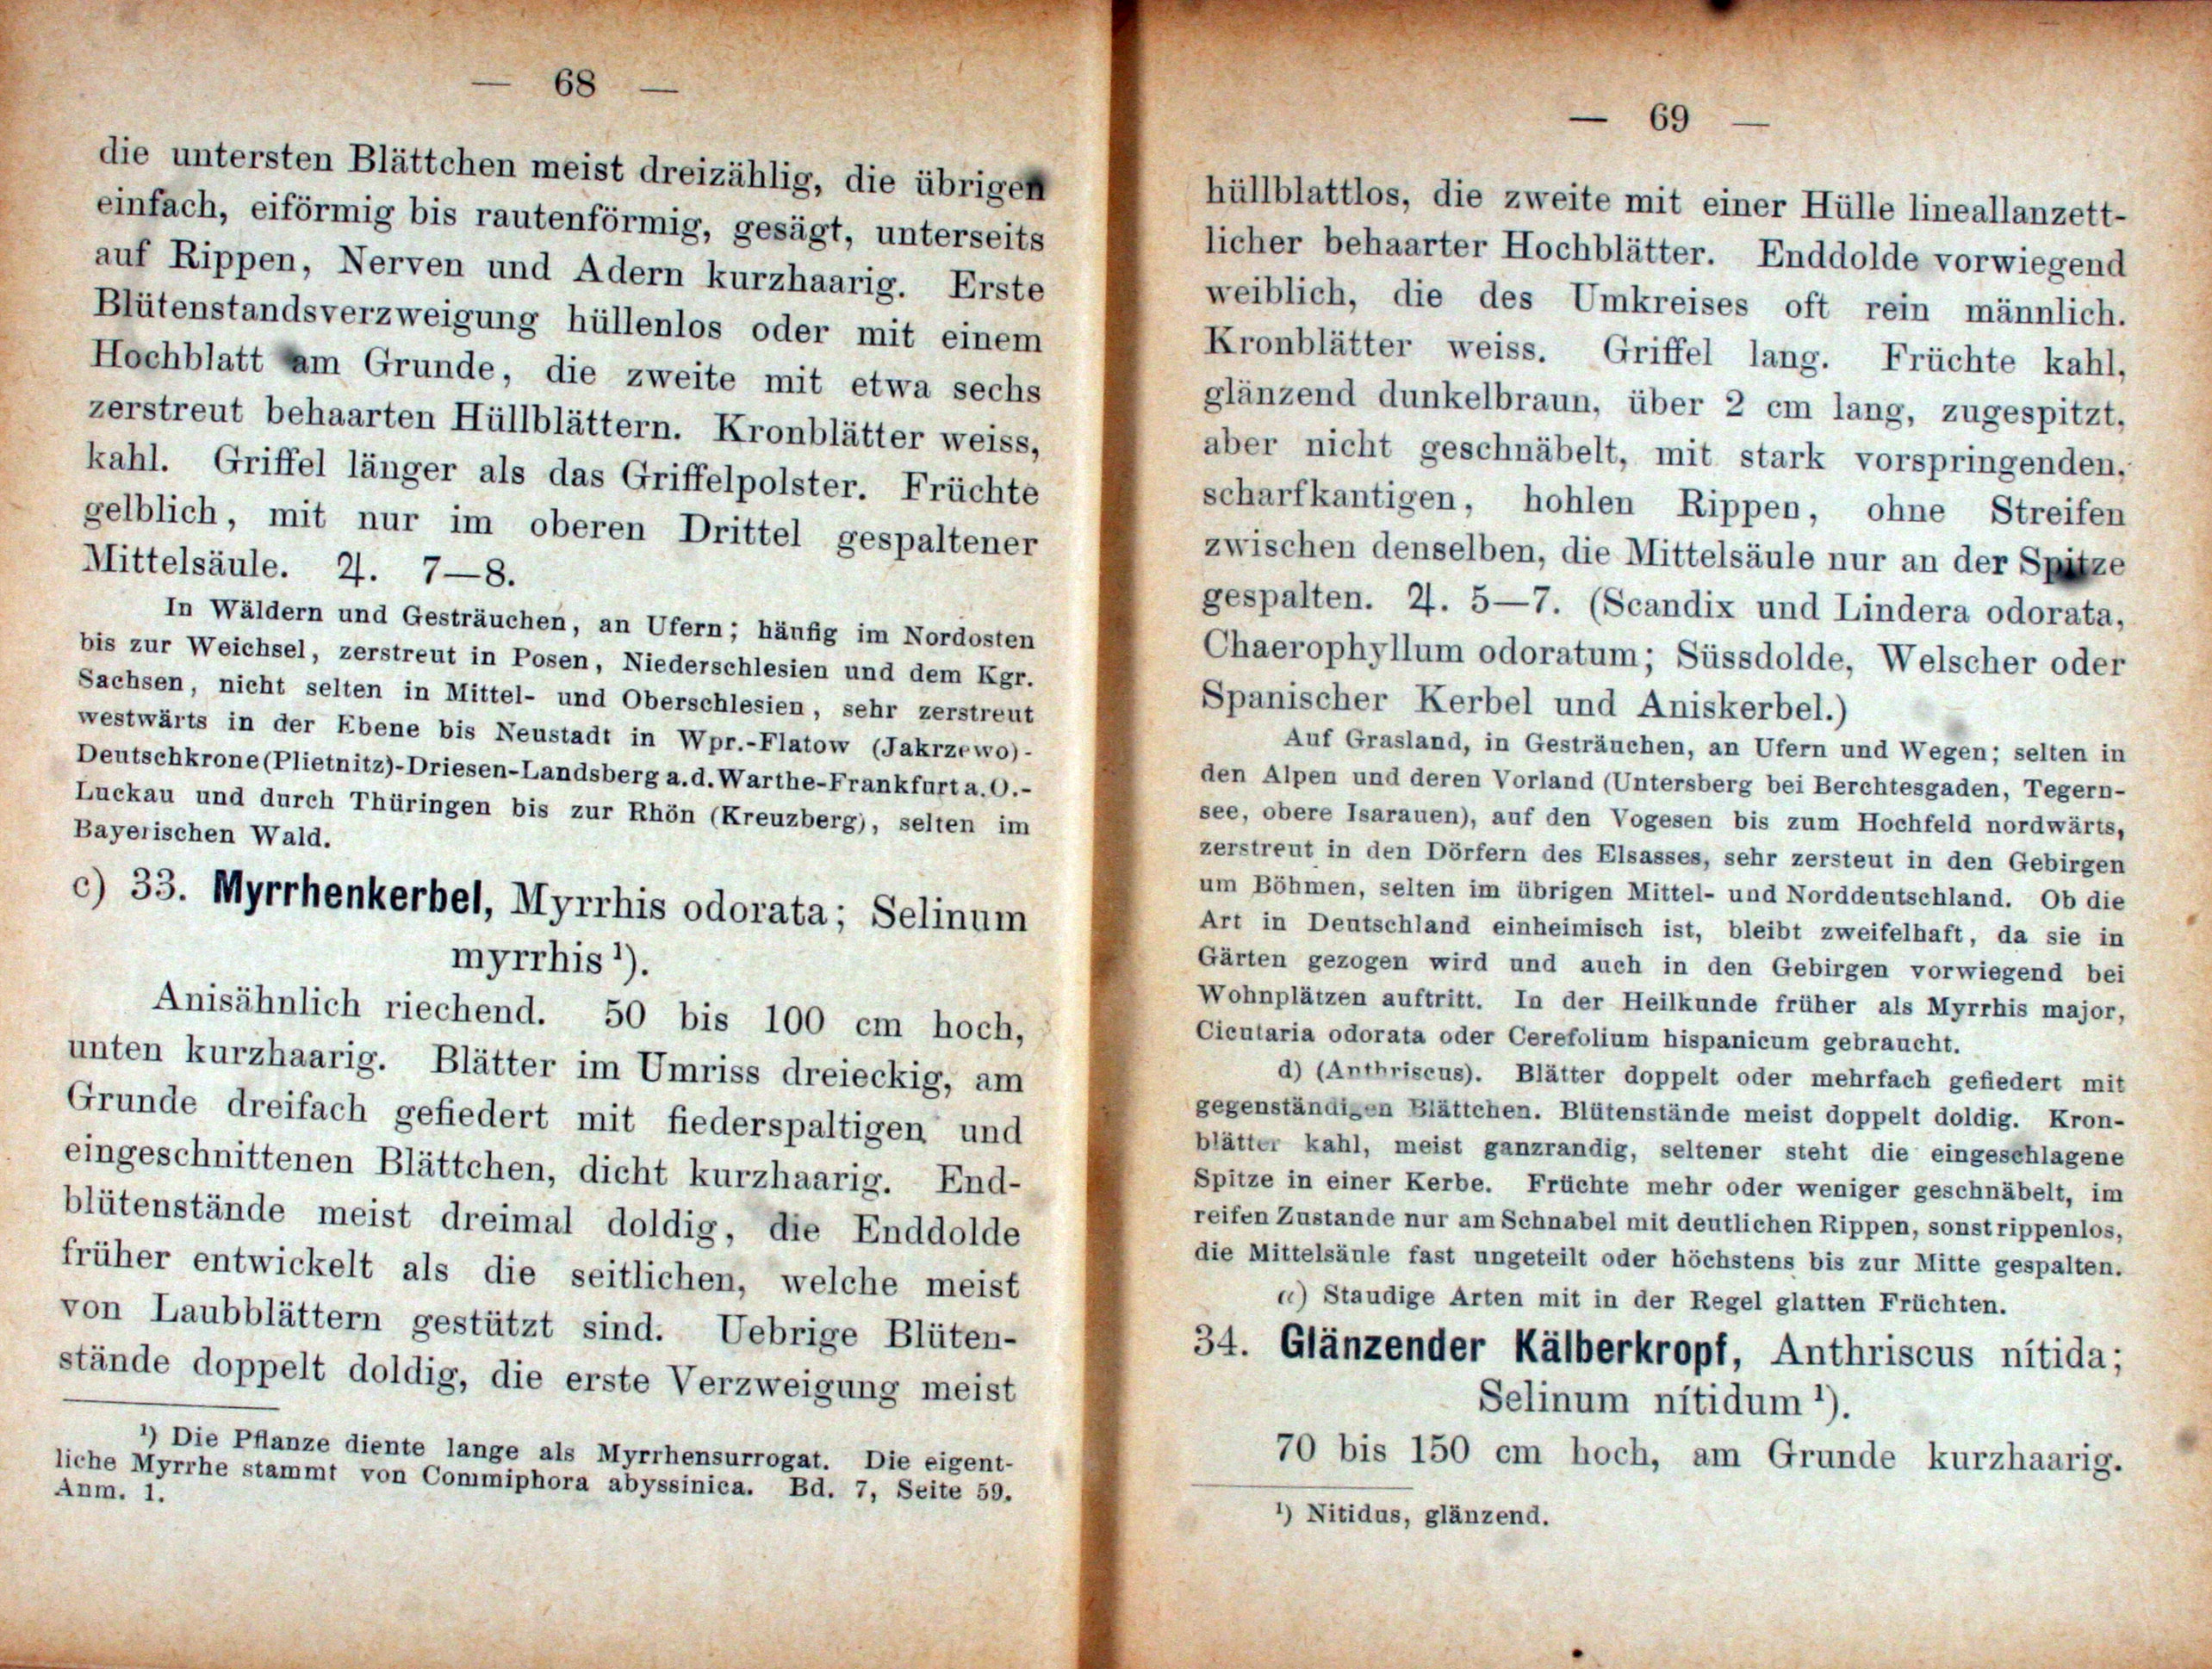 — 68 —
die untersten Blättchen meist dreizählig, die übrigen
einfach, eiförmig bis rautenförmig, gesägt, unterseits
auf Rippen, Nerven und Adern kurzhaarig. Erste
Blütenstandsverzweigung hüllenlos oder mit einem
Hochblatt am Grunde, die zweite mit etwa sechs
zerstreut behaarten Hüllblättern. Kronblätter weiss,
kahl. Griffel länger als das Griffelpolster. Früchte
gelblich, mit nur im oberen Drittel gespaltener
Mittelsäule. ♃. 7—8.
In Wäldern und Gesträuchen, an Ufern; häufig im Nordosten
bis zur Weichsel, zerstreut in Posen, Niederschlesien und dem Kgr.
Sachsen, nicht selten in Mittel- und Oberschlesien, sehr zerstreut
westwärts in der Ebene bis Neustadt in Wpr.-Flatow (Jakrzewo)-
Deutschkrone (Plietnitz)-Driesen-Landsberg a. d. Warthe-Frankfurt a. O.-
Luckau und durch Thüringen bis zur Rhön (Kreuzberg), selten im
Bayerischen Wald.
c) 33. Myrrhenkerbel, Myrrhis odorata; Selinum
myrrhis ¹).
Anisähnlich riechend. 50 bis 100 cm hoch,
unten kurzhaarig. Blätter im Umriss dreieckig, am
Grunde dreifach gefiedert mit fiederspaltigen und
eingeschnittenen Blättchen, dicht kurzhaarig. End-
blütenstände meist dreimal doldig, die Enddolde
früher entwickelt als die seitlichen, welche meist
von Laubblättern gestützt sind. Uebrige Blüten-
stände doppelt doldig, die erste Verzweigung meist
¹) Die Pflanze diente lange als Myrrhensurrogat. Die eigent-
liche Myrrhe stammt von Commiphora abyssinica. Bd. 7, Seite 59.
Anm. 1.
— 69 —
hüllblattlos, die zweite mit einer Hülle lineallanzett-
licher behaarter Hochblätter. Enddolde vorwiegend
weiblich, die des Umkreises oft rein männlich.
Kronblätter weiss. Griffel lang. Früchte kahl,
glänzend dunkelbraun, über 2 cm lang, zugespitzt,
aber nicht geschnäbelt, mit stark vorspringenden,
scharfkantigen, hohlen Rippen, ohne Streifen
zwischen denselben, die Mittelsäule nur an der Spitze
gespalten. ♃. 5—7. (Scandix und Lindera odorata,
Chaerophyllum odoratum; Süssdolde, Welscher oder
Spanischer Kerbel und Aniskerbel.)
Auf Grasland, in Gesträuchen, an Ufern und Wegen; selten in
den Alpen und deren Vorland (Untersberg bei Berchtesgaden, Tegern-
see, obere Isarauen), auf den Vogesen bis zum Hochfeld nordwärts,
zerstreut in den Dörfern des Elsasses, sehr zersteut in den Gebirgen
um Böhmen, selten im übrigen Mittel- und Norddeutschland. Ob die
Art in Deutschland einheimisch ist, bleibt zweifelhaft, da sie in
Gärten gezogen wird und auch in den Gebirgen vorwiegend bei
Wohnplätzen auftritt. In der Heilkunde früher als Myrrhis major,
Cicutaria odorata oder Cerefolium hispanicum gebraucht.
d) (Anthriscus). Blätter doppelt oder mehrfach gefiedert mit
gegenständigen Blättchen. Blütenstände meist doppelt doldig. Kron-
blätter kahl, meist ganzrandig, seltener steht die eingeschlagene
Spitze in einer Kerbe. Früchte mehr oder weniger geschnäbelt, im
reifen Zustande nur am Schnabel mit deutlichen Rippen, sonst rippenlos,
die Mittelsäule fast ungeteilt oder höchstens bis zur Mitte gespalten.
α) Staudige Arten mit in der Regel glatten Früchten.
34. Glänzender Kälberkropf, Anthriscus nítida;
Selinum nítidum ¹).
70 bis 150 cm hoch, am Grunde kurzhaarig.
¹) Nitidus, glänzend.